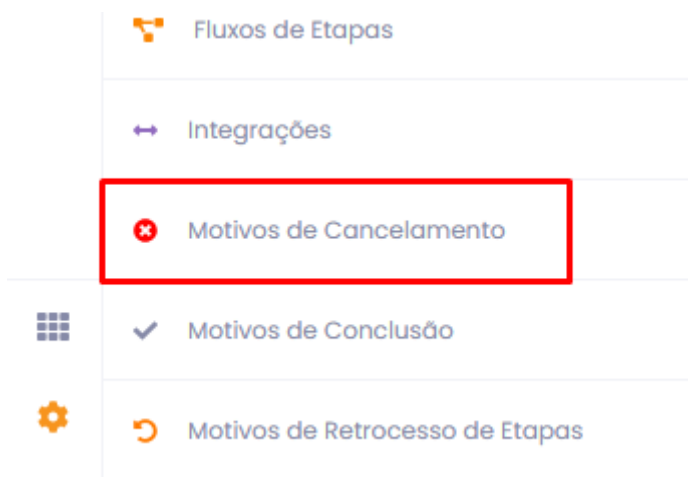 Fluxos de Etapas
Integrações
Motivos de Cancelamento
Motivos de Conclusão
Motivos de Retrocesso de Etapas